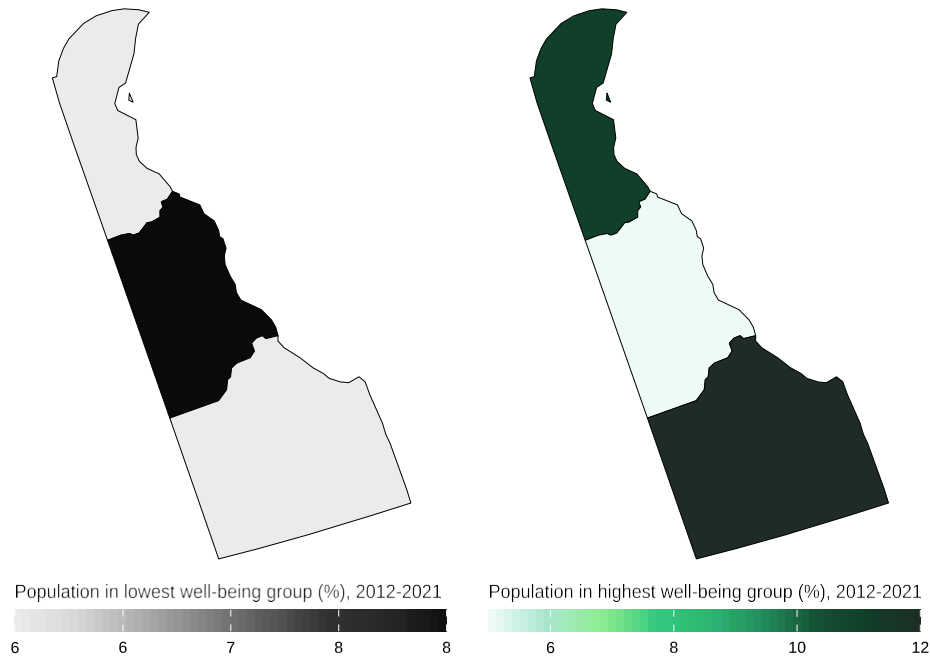 Population in lowest well-being group (%), 2012-2021
6 6 7 8 8
Population in highest well-being group (%), 2012-2021
6 8 10 12